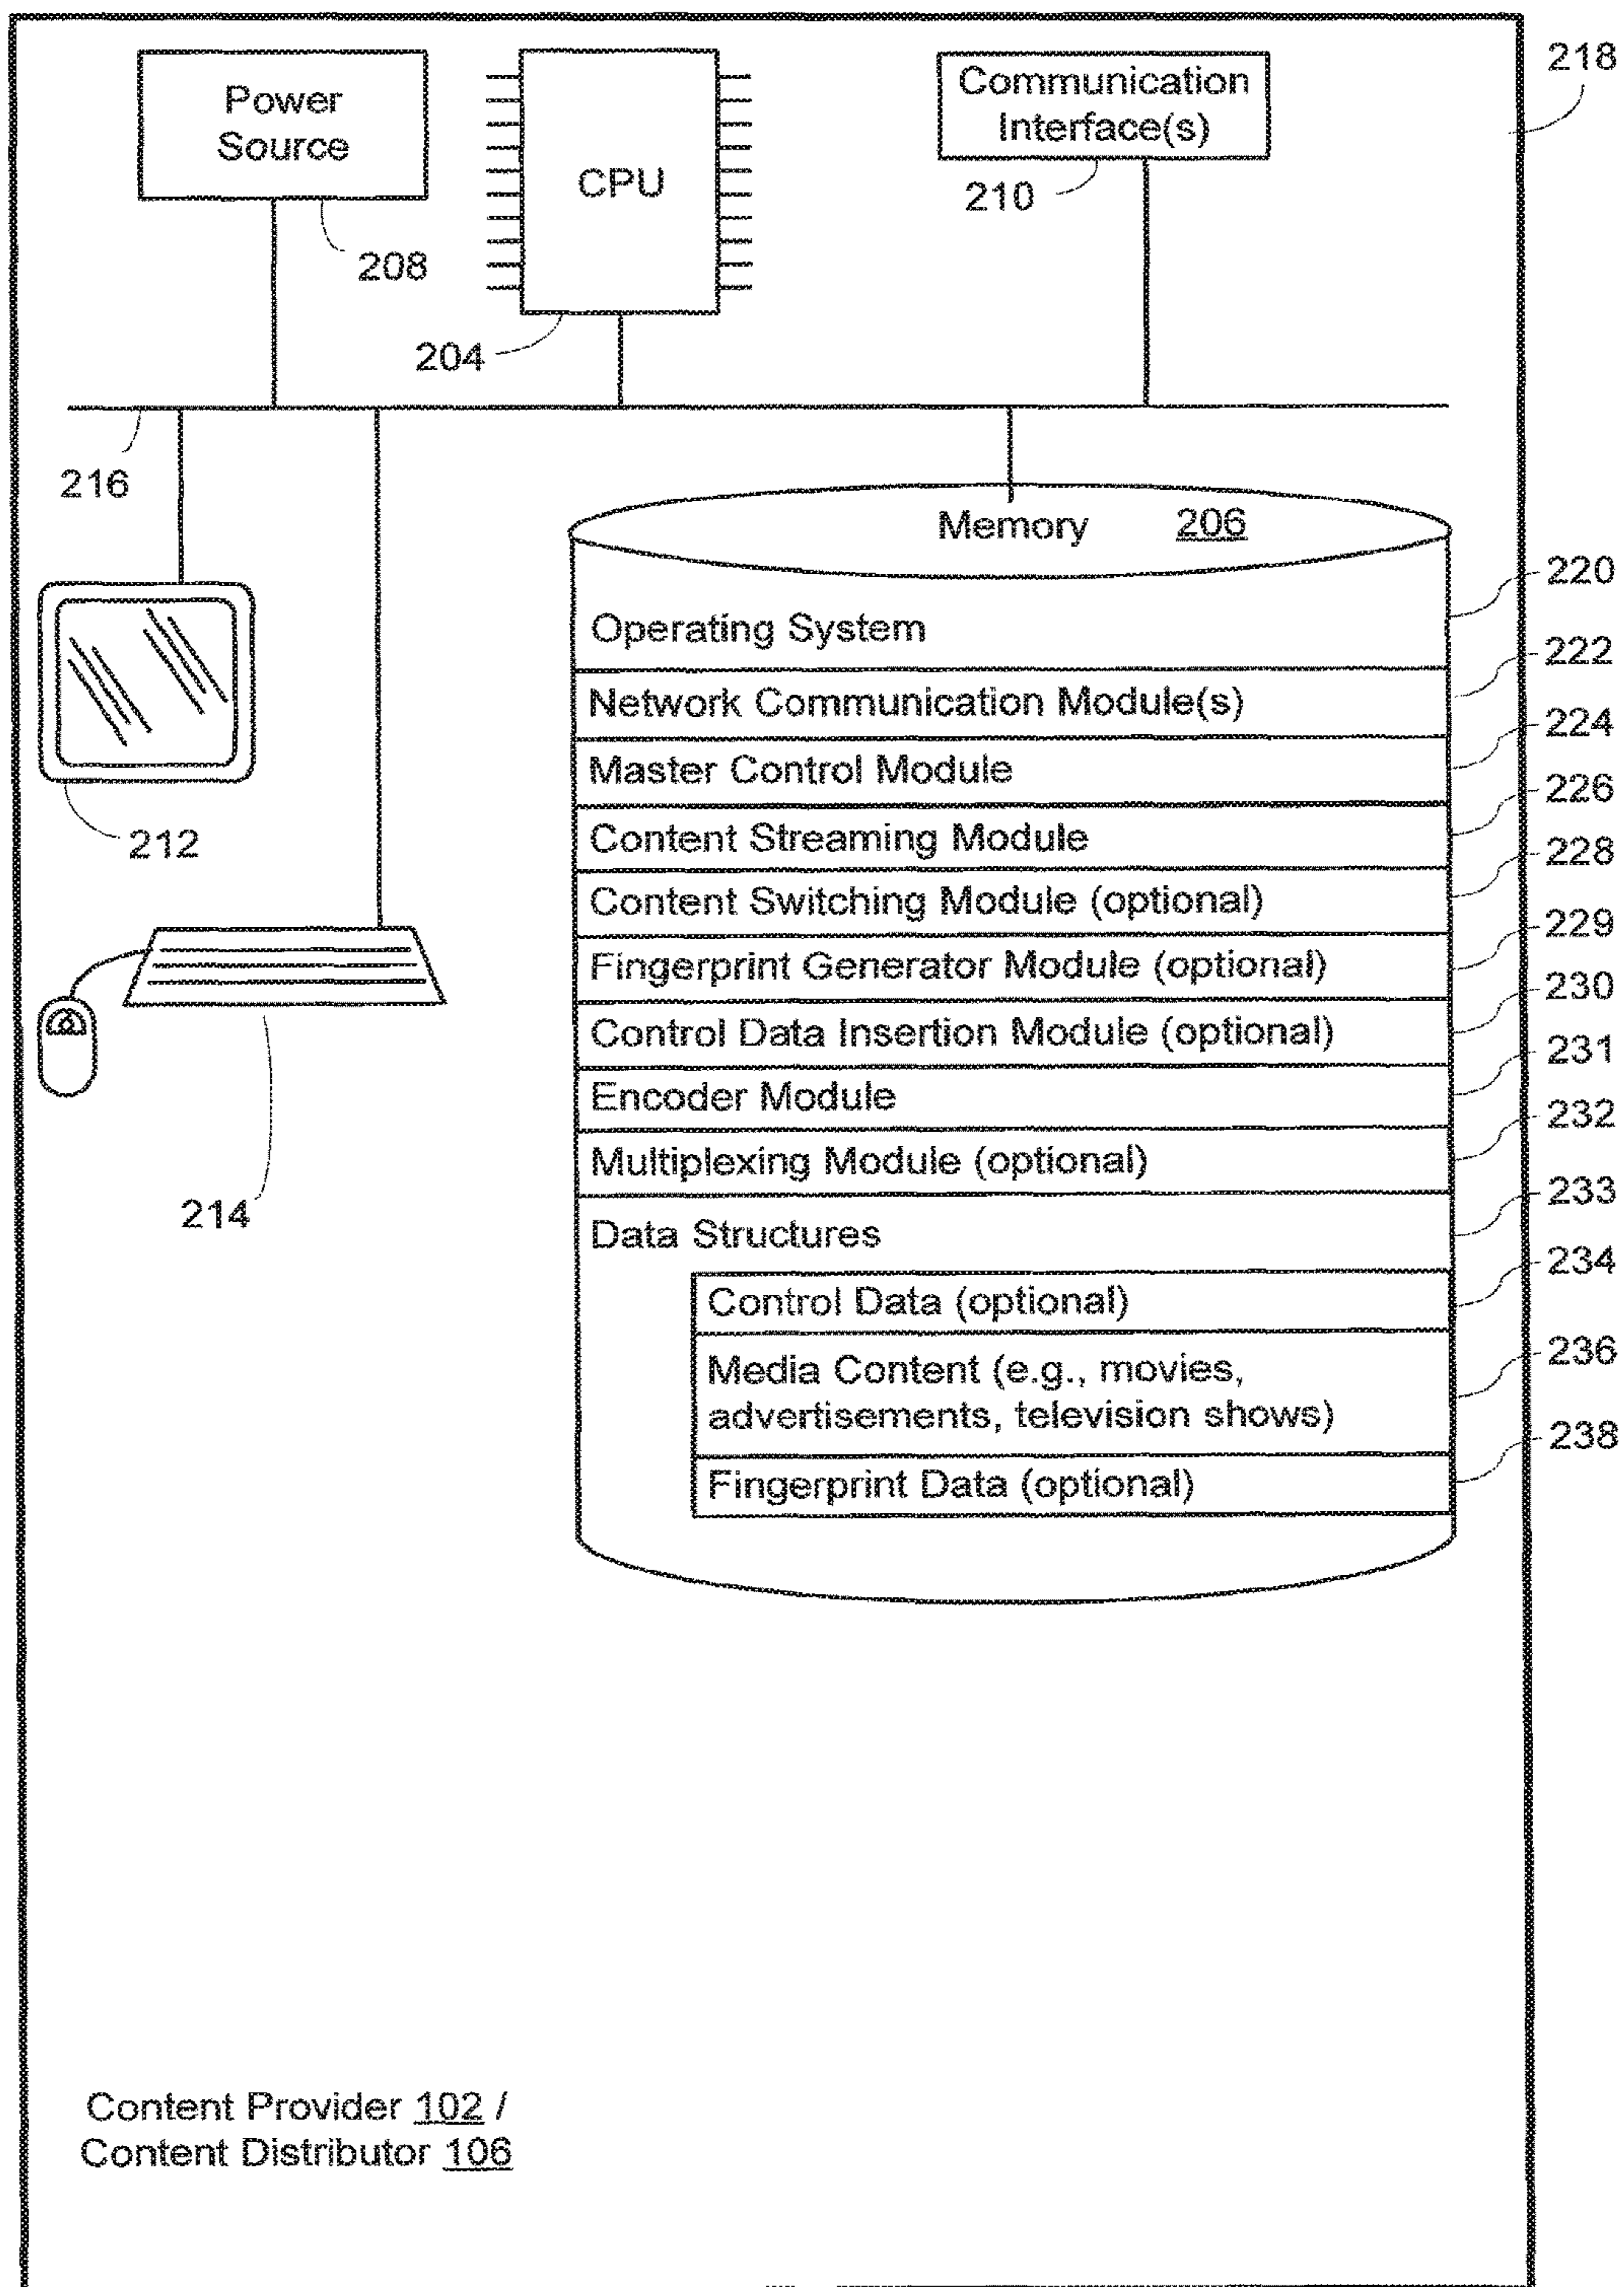 Power
Source
CPU
Communication
Interface(s)
218
210
208
204
216
Memory 206
220
Operating System
222
Network Communication Module(s)
224
Master Control Module
226
Content Streaming Module
228
Content Switching Module (optional)
229
Fingerprint Generator Module (optional)
230
Control Data Insertion Module (optional)
231
Encoder Module
232
Multiplexing Module (optional)
233
Data Structures
234
Control Data (optional)
236
Media Content (e.g., movies,
advertisements, television shows)
238
Fingerprint Data (optional)
212
214
Content Provider 102 /
Content Distributor 106